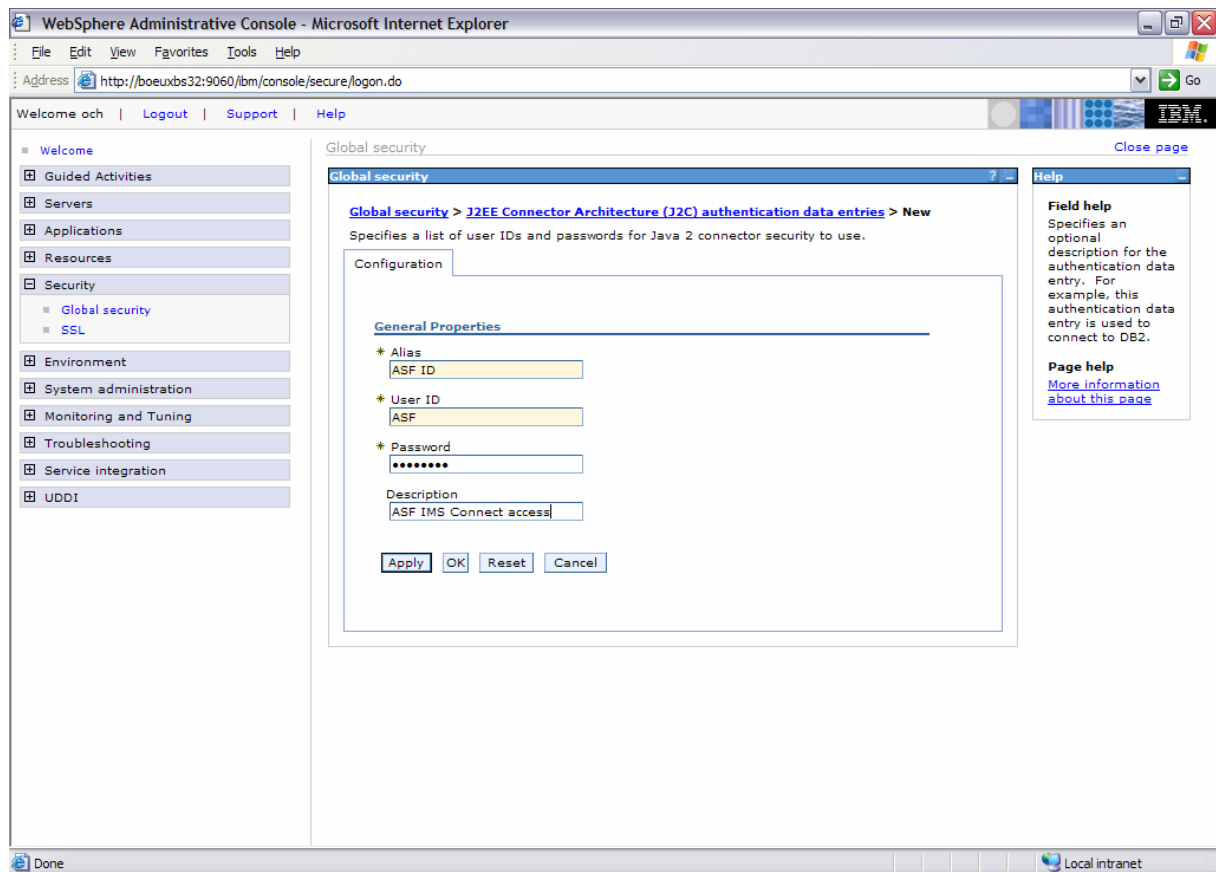 WebSphere Administrative Console - Microsoft Internet Explorer
File Edit View Favorites Tools Help
Address http://boeuxbs32:9060/ibm/console/secure/logon.do Go
Welcome och | Logout | Support | Help
IBM.
Welcome
Guided Activities
Servers
Applications
Resources
Security
Global security
SSL
Environment
System administration
Monitoring and Tuning
Troubleshooting
Service integration
UDDI
Global security
Close page
Global security ? -
Global security > J2EE Connector Architecture (J2C) authentication data entries > New
Specifies a list of user IDs and passwords for Java 2 connector security to use.
Configuration
General Properties
* Alias
ASF ID
* User ID
ASF
* Password
••••••••
Description
ASF IMS Connect access
Apply OK Reset Cancel
Help -
Field help
Specifies an
optional
description for the
authentication data
entry. For
example, this
authentication data
entry is used to
connect to DB2.
Page help
More information
about this page
Done
Local intranet